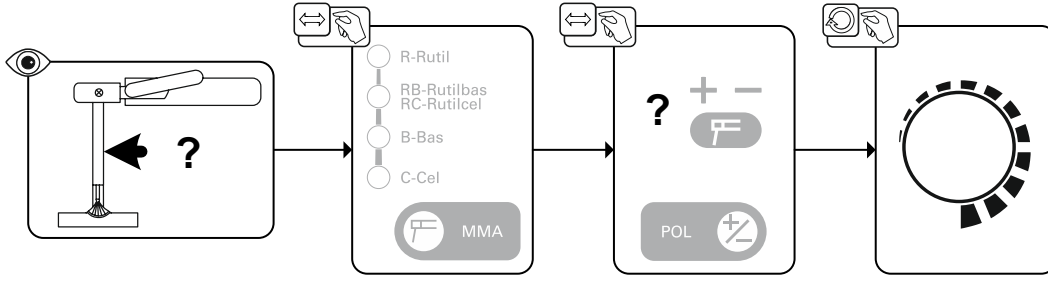 ?
R-Rutil
RB-Rutilbas
RC-Rutilcel
B-Bas
C-Cel
MMA
? + −
POL +/−